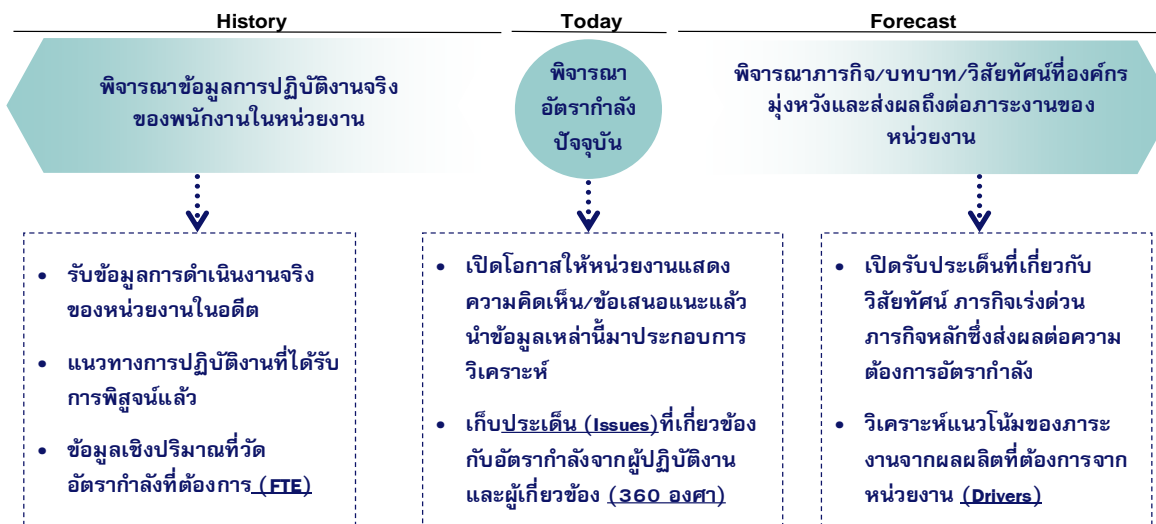 History
พิจารณาข้อมูลการปฏิบัติงานจริง
ของพนักงานในหน่วยงาน
Today
พิจารณา
อัตรากำลัง
ปัจจุบัน
Forecast
พิจารณาภารกิจ/บทบาท/วิสัยทัศน์ที่องค์กร
มุ่งหวังและส่งผลถึงต่อภาระงานของ
หน่วยงาน
• รับข้อมูลการดำเนินงานจริง
ของหน่วยงานในอดีต
• แนวทางการปฏิบัติงานที่ได้รับ
การพิสูจน์แล้ว
• ข้อมูลเชิงปริมาณที่วัด
อัตรากำลังที่ต้องการ (FTE)
• เปิดโอกาสให้หน่วยงานแสดง
ความคิดเห็น/ข้อเสนอแนะแล้ว
นำข้อมูลเหล่านี้มาประกอบการ
วิเคราะห์
• เก็บประเด็น (Issues)ที่เกี่ยวข้อง
กับอัตรากำลังจากผู้ปฏิบัติงาน
และผู้เกี่ยวข้อง (360 องศา)
• เปิดรับประเด็นที่เกี่ยวกับ
วิสัยทัศน์ ภารกิจเร่งด่วน
ภารกิจหลักซึ่งส่งผลต่อความ
ต้องการอัตรากำลัง
• วิเคราะห์แนวโน้มของภาระ
งานจากผลผลิตที่ต้องการจาก
หน่วยงาน (Drivers)